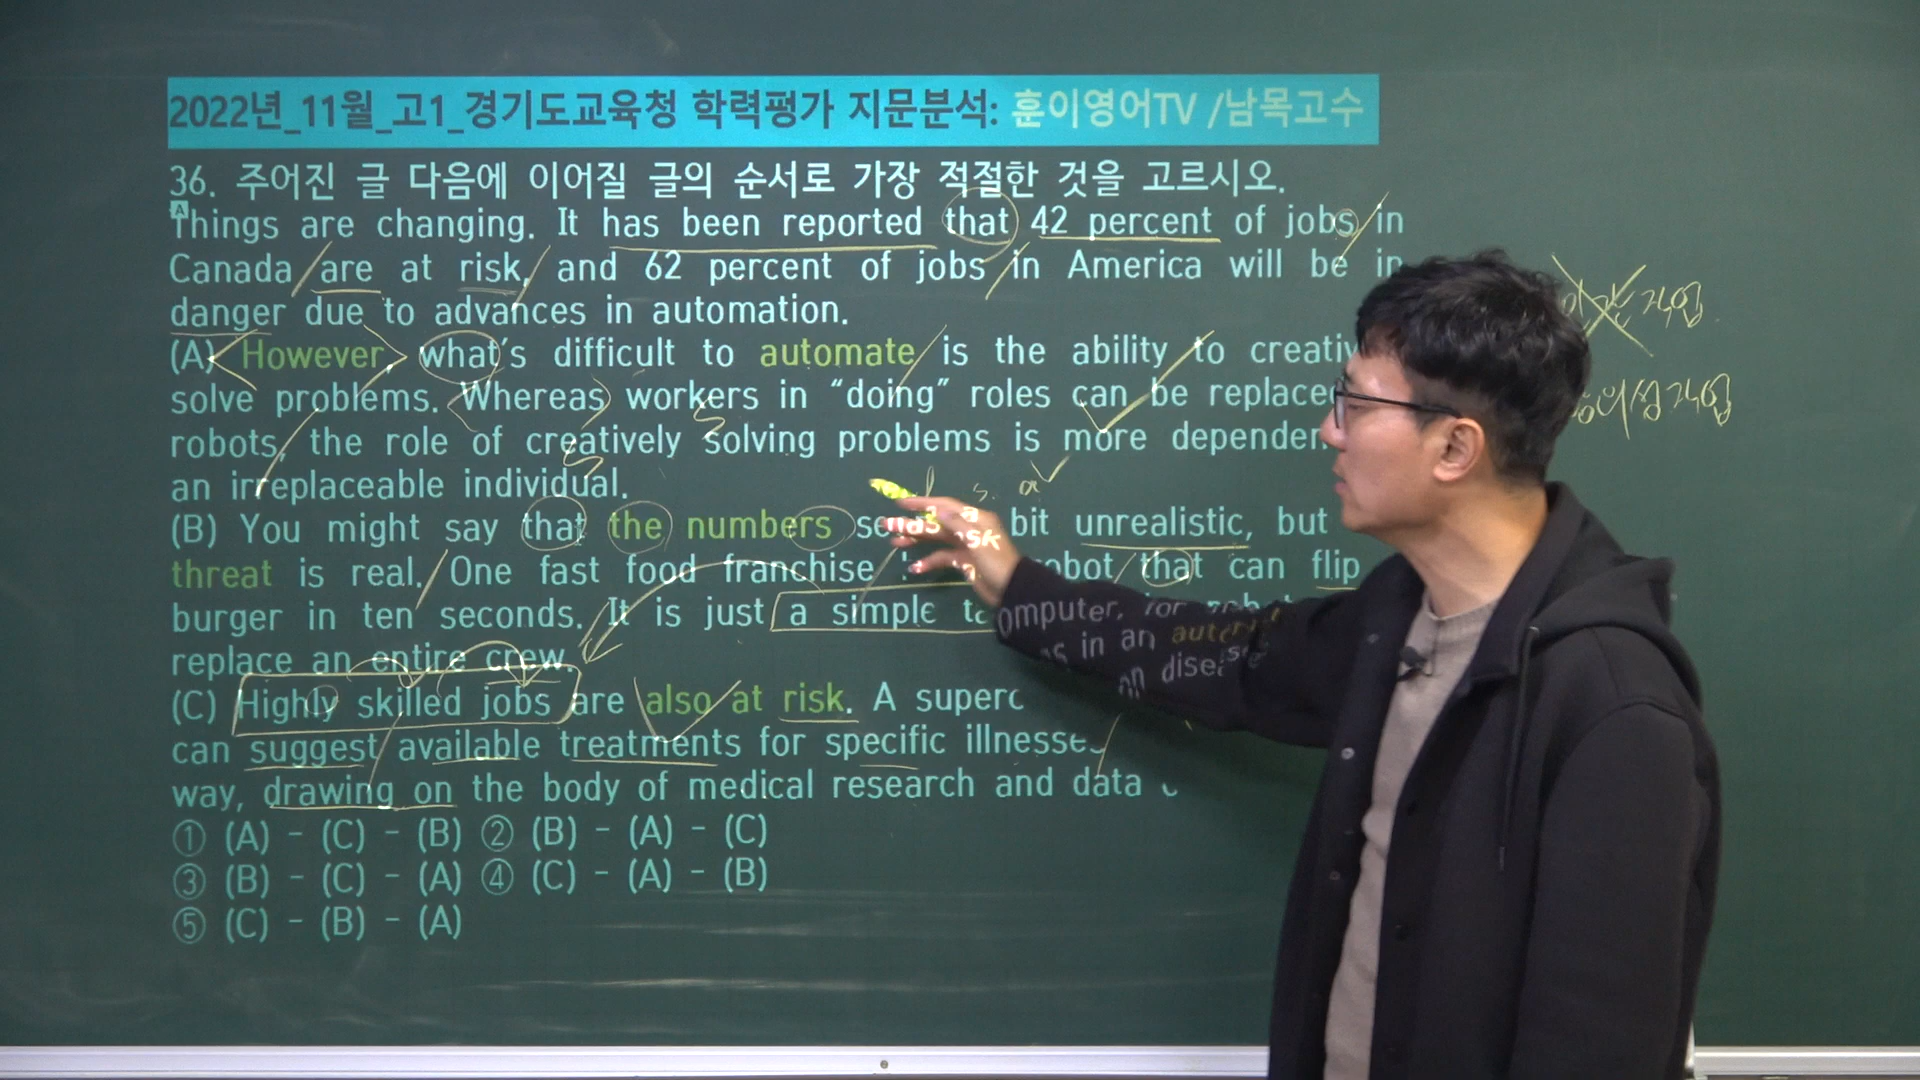 2022년_11월_고1_경기도교육청 학력평가 지문분석: 훈이영어TV /남목고수
36. 주어진 글 다음에 이어질 글의 순서로 가장 적절한 것을 고르시오.
A
Things are changing. It has been reported that 42 percent of jobs in
Canada are at risk, and 62 percent of jobs in America will be in
danger due to advances in automation.
(A) However, what's difficult to automate is the ability to
solve problems. Whereas workers in “doing” roles can be
robots, the role of creatively solving problems is more
an irreplaceable individual.
(B) You might say that the numbers a bit unrealistic, but
threat is real. One fast food franchise robot that can flip
burger in ten seconds. It is just a simple
replace an entire crew.
(C) Highly skilled jobs are also at risk. A omputer, for
can suggest available treatments for specific illnesses in an
way, drawing on the body of medical research and data on
① (A) - (C) - (B) ② (B) - (A) - (C)
③ (B) - (C) - (A) ④ (C) - (A) - (B)
⑤ (C) - (B) - (A)